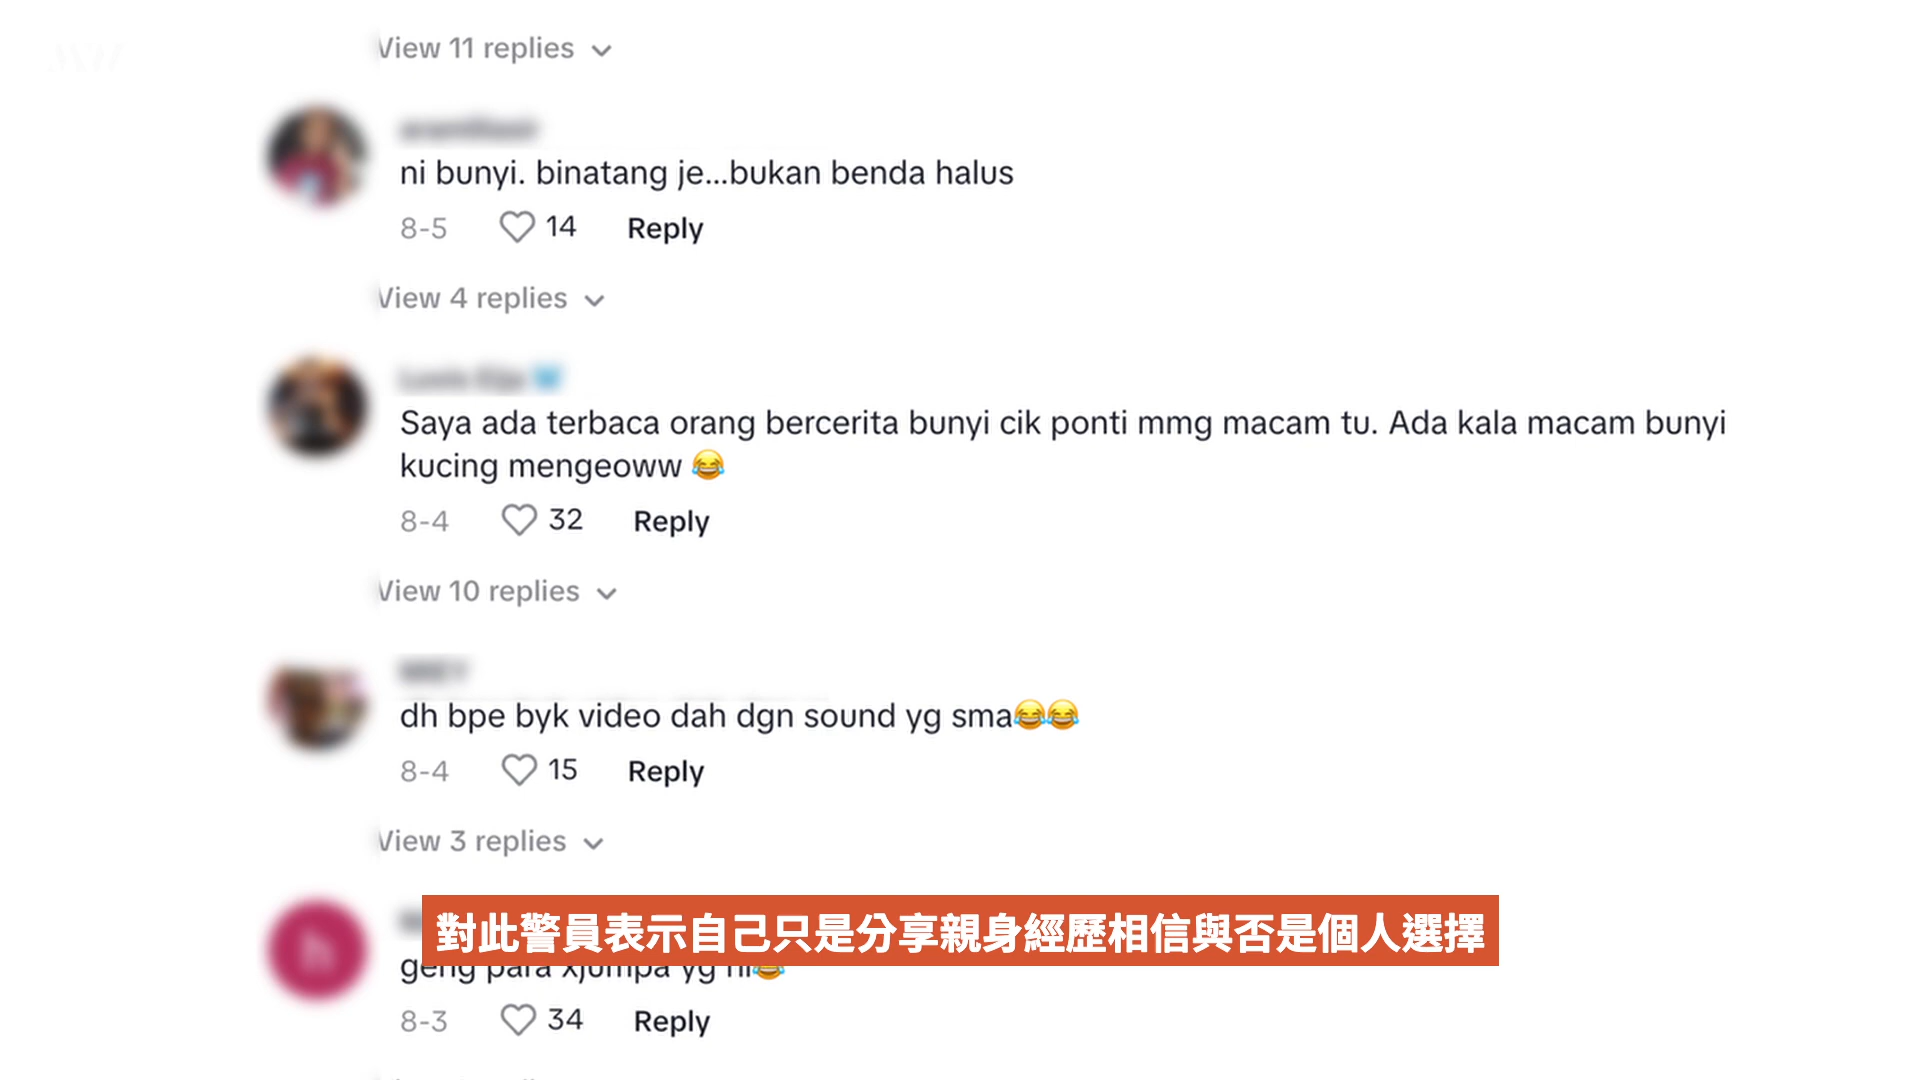 View 11 replies
ni bunyi. binatang je...bukan benda halus
8-5 14 Reply
View 4 replies
Saya ada terbaca orang bercerita bunyi cik ponti mmg macam tu. Ada kala macam bunyi
kucing mengeoww 😂
8-4 32 Reply
View 10 replies
dh bpe byk video dah dgn sound yg sma😂😂
8-4 15 Reply
View 3 replies
對此警員表示自己只是分享親身經歷相信與否是個人選擇
geng para xjumpa yg ni😂
8-3 34 Reply